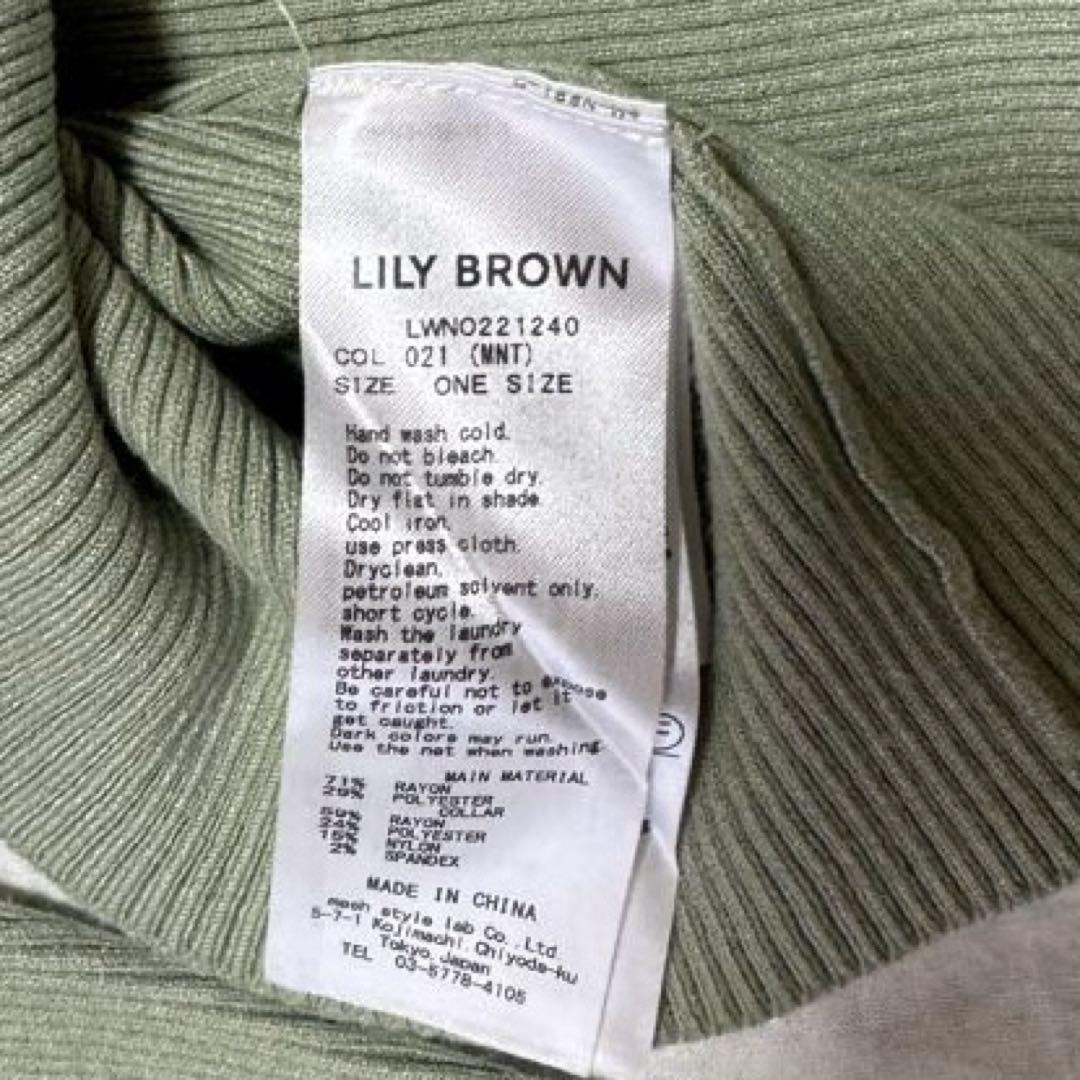 LILY BROWN
LWNO221240
COL 021 (MNT)
SIZE ONE SIZE
Hand wash cold.
Do not bleach.
Do not tumble dry.
Dry flat in shade
Cool iron,
use press cloth.
Dryclean,
petroleum solvent only,
short cycle.
Wash the laundry
separately from
other laundry.
Be careful not to expose
to friction or let it
get caught.
Dark colors may run.
Use the net when washing.
MAIN MATERIAL
71% RAYON
29% POLYESTER
COLLAR
59% RAYON
24% POLYESTER
15% NYLON
2% SPANDEX
MADE IN CHINA
mash style lab Co.,Ltd.
5-7-1 Kojimachi Chiyoda-ku
Tokyo Japan
TEL 03-5778-4105